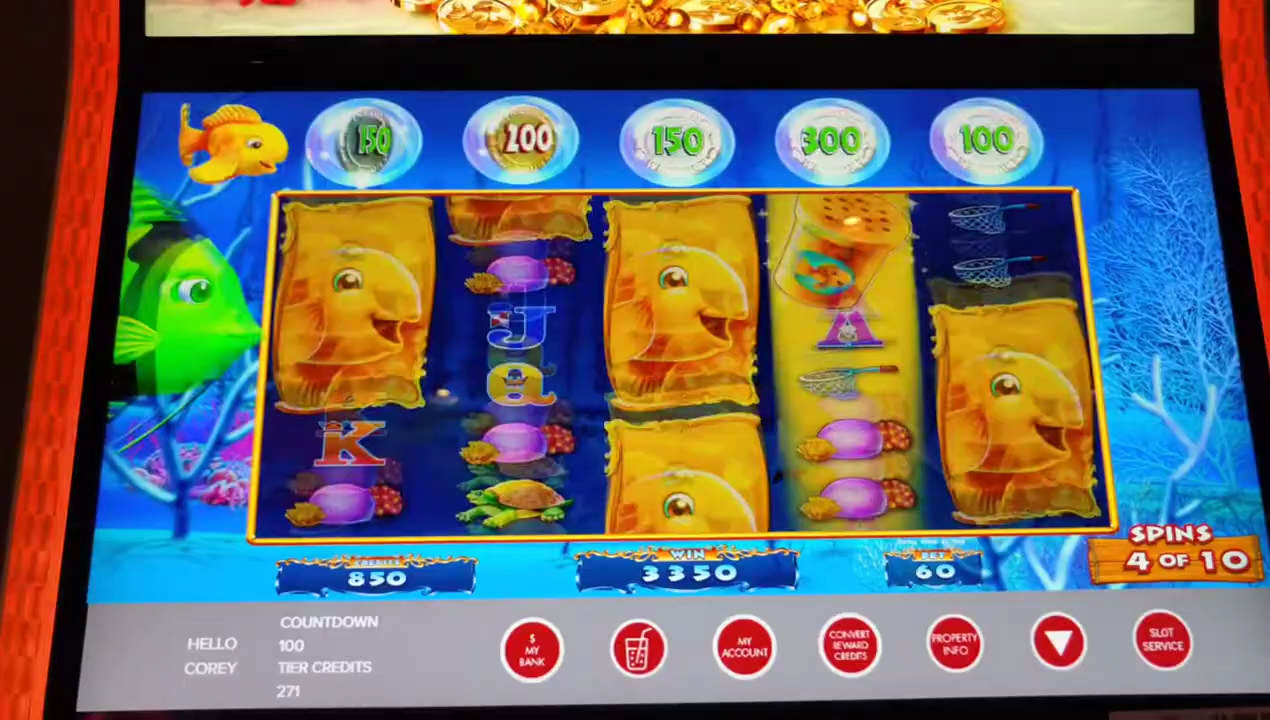 150 200 150 300 100
K
J
Q
A
CREDITS
850
WIN
3350
BET
60
SPINS
4 OF 10
HELLO
COREY
COUNTDOWN
100
TIER CREDITS
271
$
MY
BANK
MY
ACCOUNT
CONVERT
REWARD
CREDITS
PROPERTY
INFO
SLOT
SERVICE